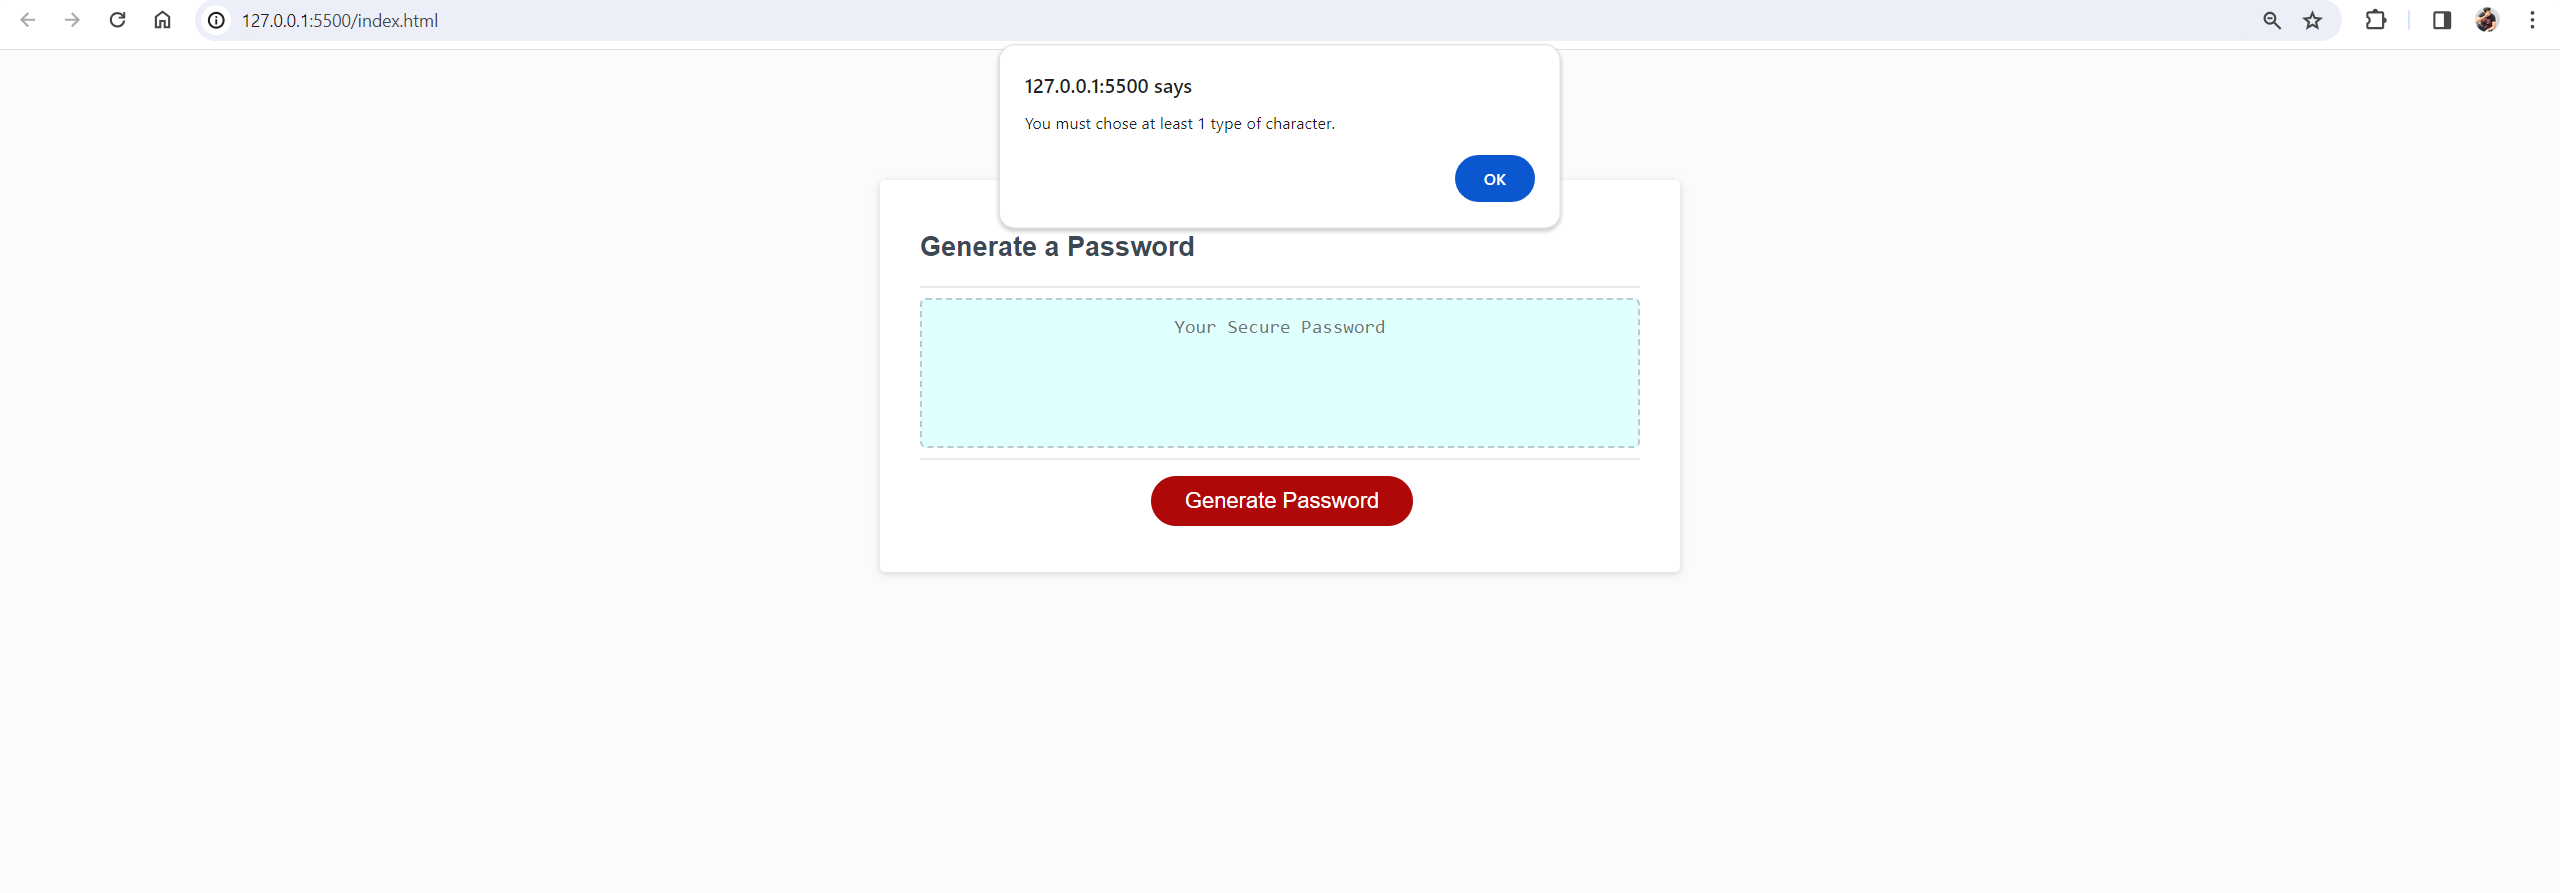 127.0.0.1:5500/index.html
127.0.0.1:5500 says
You must chose at least 1 type of character.
OK
Generate a Password
Your Secure Password
Generate Password